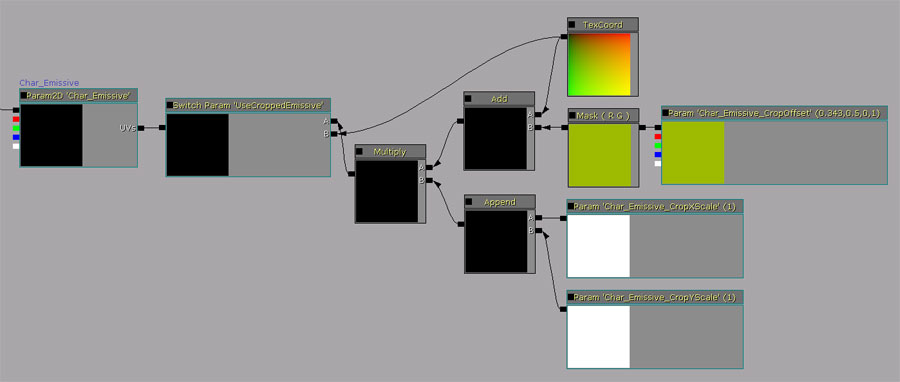 TexCoord
Char_Emissive
Param2D 'Char_Emissive'
UVs
Switch Param 'UseCroppedEmissive'
A
B
Add
A
B
Mask ( R G )
Param 'Char_Emissive_CropOffset' (0.343,0.5,0,1)
Multiply
A
B
Append
A
B
Param 'Char_Emissive_CropXScale' (1)
Param 'Char_Emissive_CropYScale' (1)